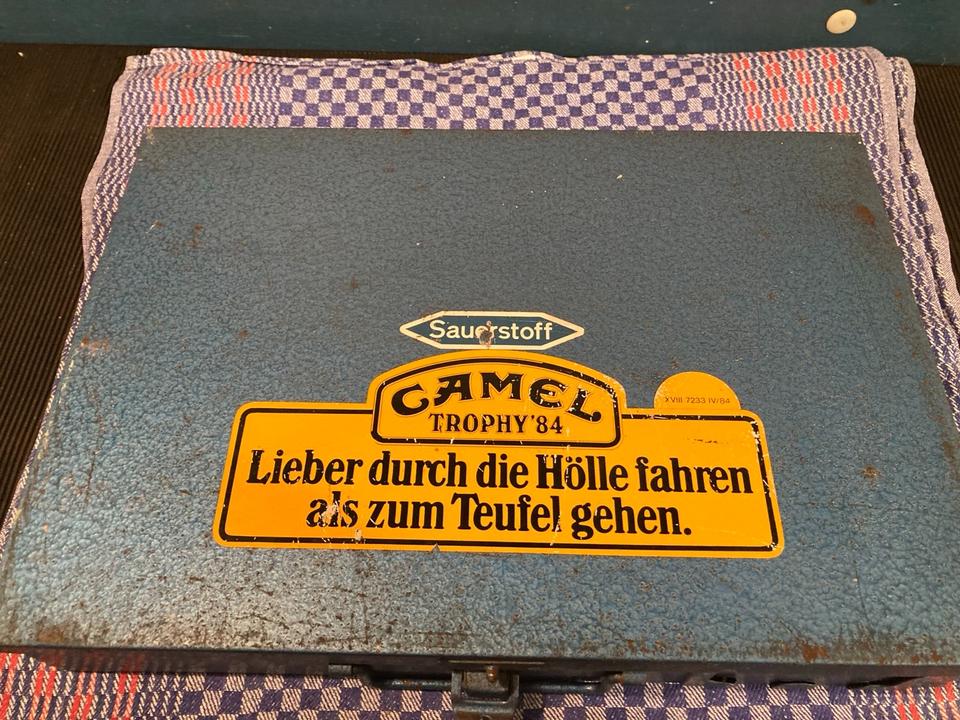 Sauerstoff
CAMEL
TROPHY '84
XVIII 7233 IV/84
Lieber durch die Hölle fahren
als zum Teufel gehen.